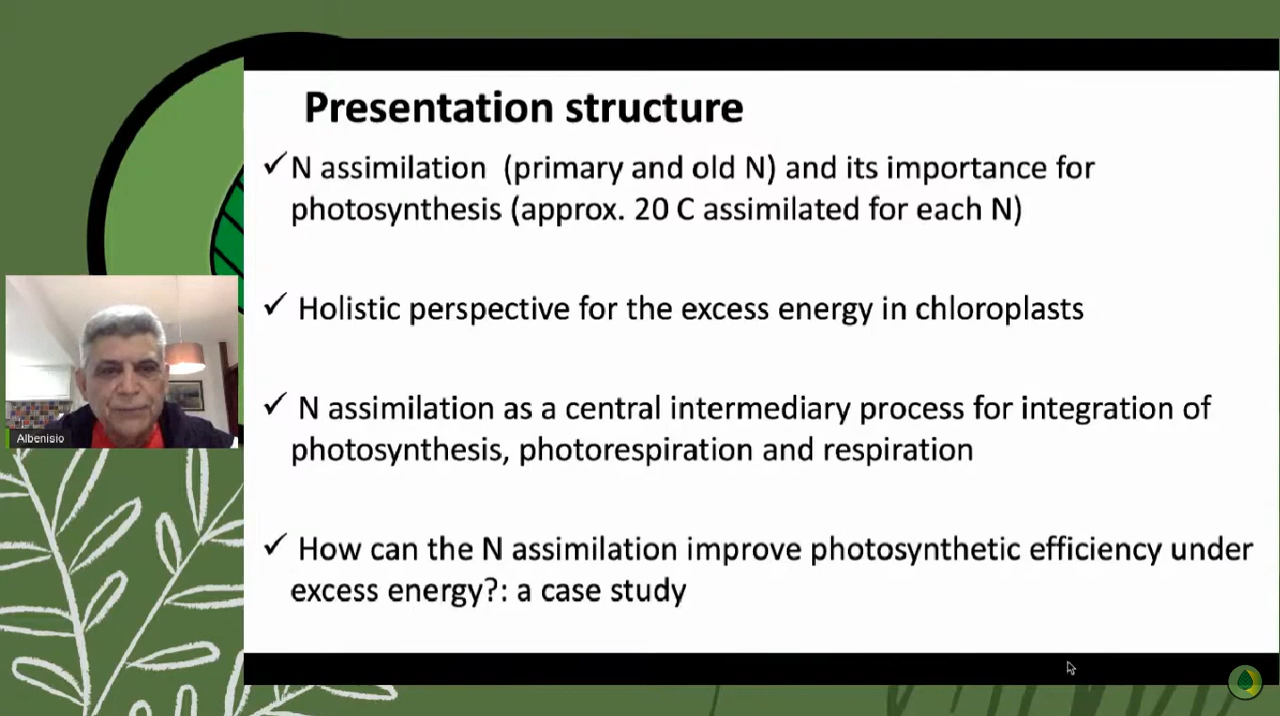 Presentation structure
✓ N assimilation (primary and old N) and its importance for
photosynthesis (approx. 20 C assimilated for each N)
✓ Holistic perspective for the excess energy in chloroplasts
✓ N assimilation as a central intermediary process for integration of
photosynthesis, photorespiration and respiration
✓ How can the N assimilation improve photosynthetic efficiency under
excess energy?: a case study
Albenisio